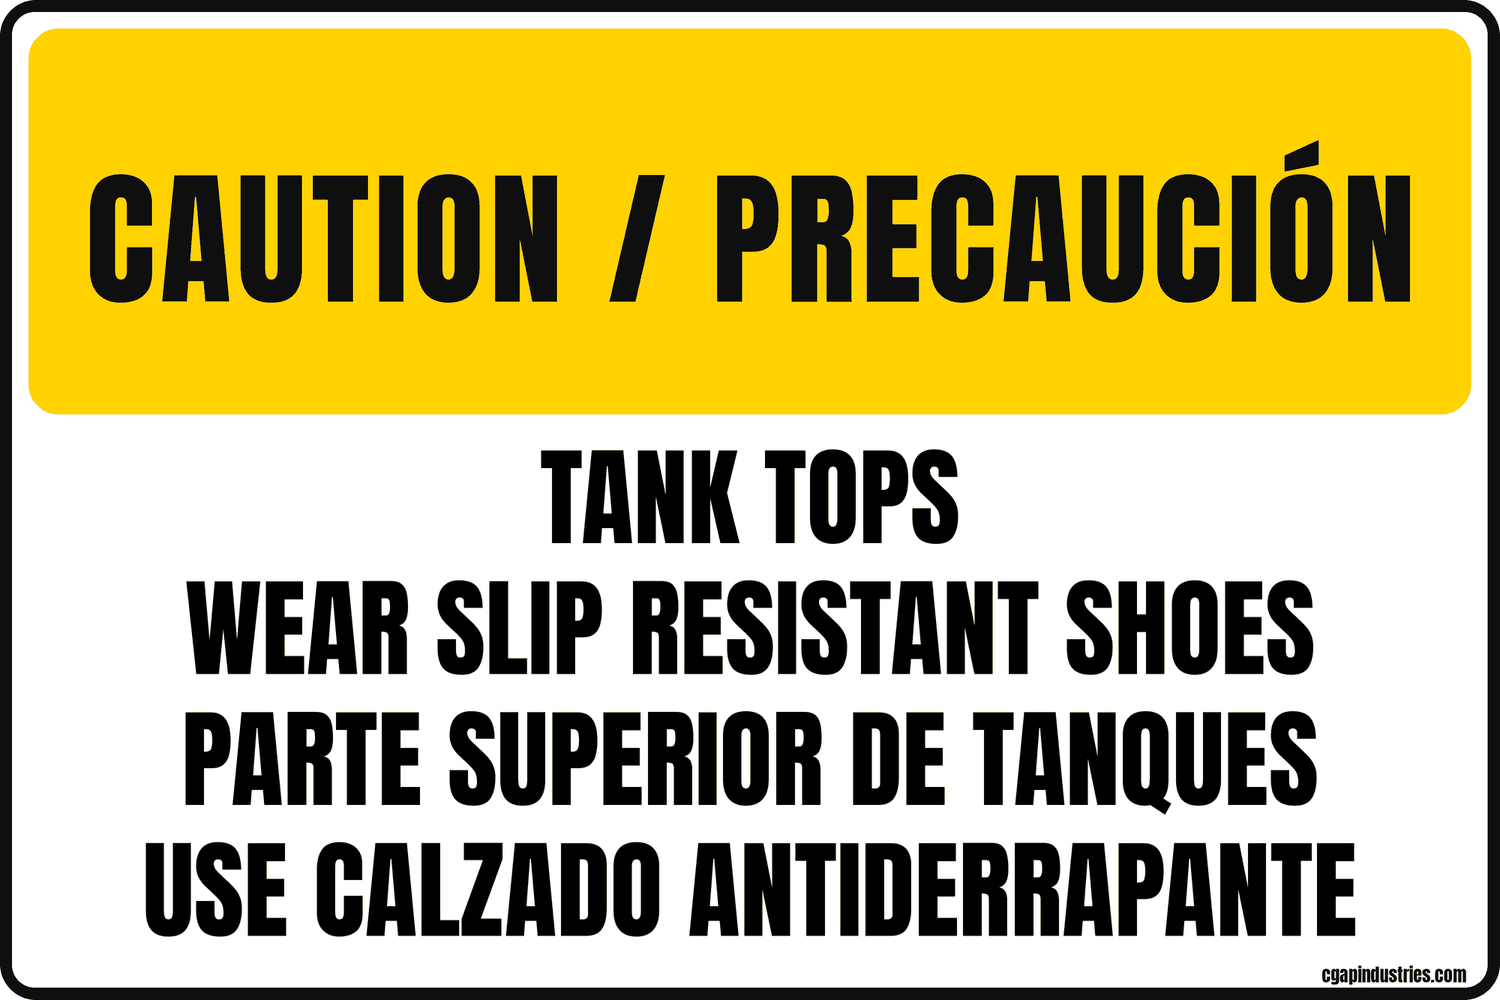 CAUTION / PRECAUCIÓN
TANK TOPS
WEAR SLIP RESISTANT SHOES
PARTE SUPERIOR DE TANQUES
USE CALZADO ANTIDERRAPANTE
cgapindustries.com